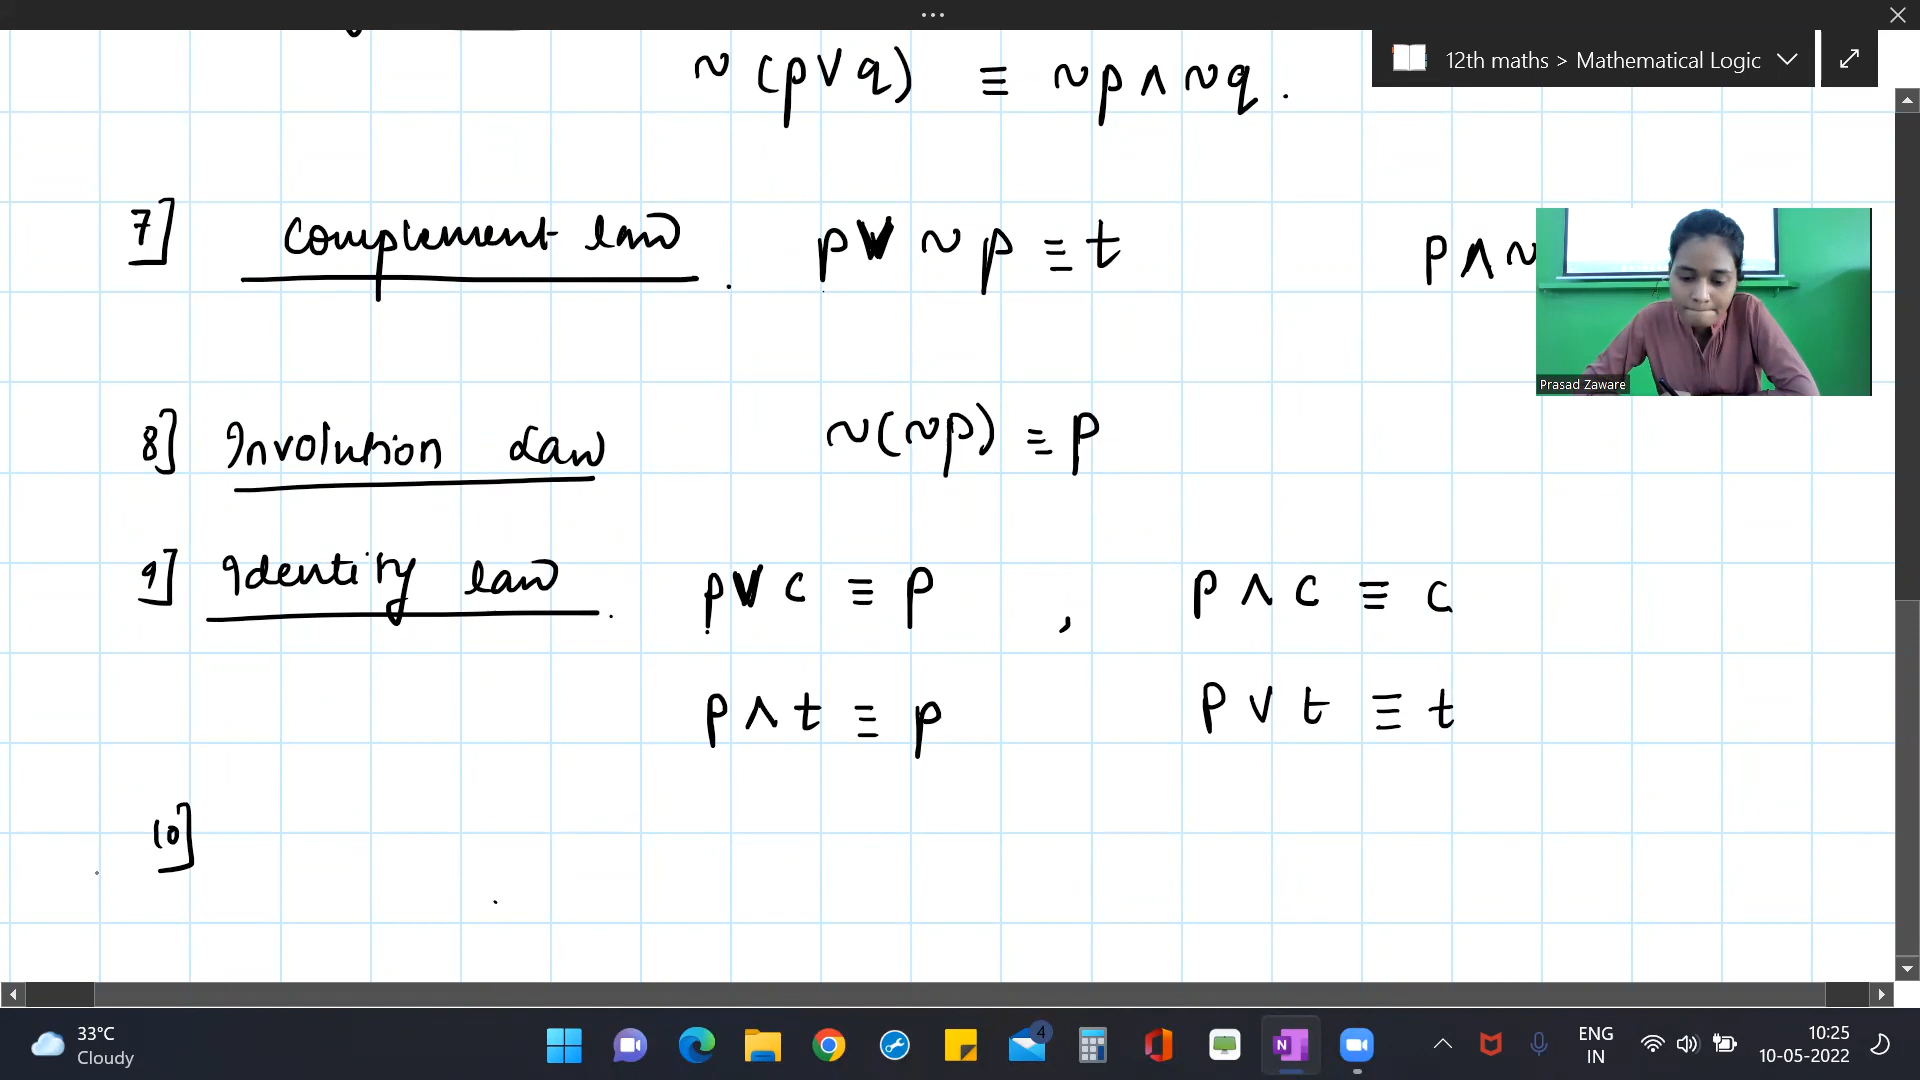 12th maths > Mathematical Logic
~(p∨q) ≡ ~p∧~q.
7] Complement law. p∨~p ≡ t p∧~
Prasad Zaware
8] Involution Law ~(~p) ≡ p
9] Identity law. p∨c ≡ p , p∧c ≡ c
p∧t ≡ p p∨t ≡ t
10]
33°C
Cloudy
4
ENG
IN
10:25
10-05-2022